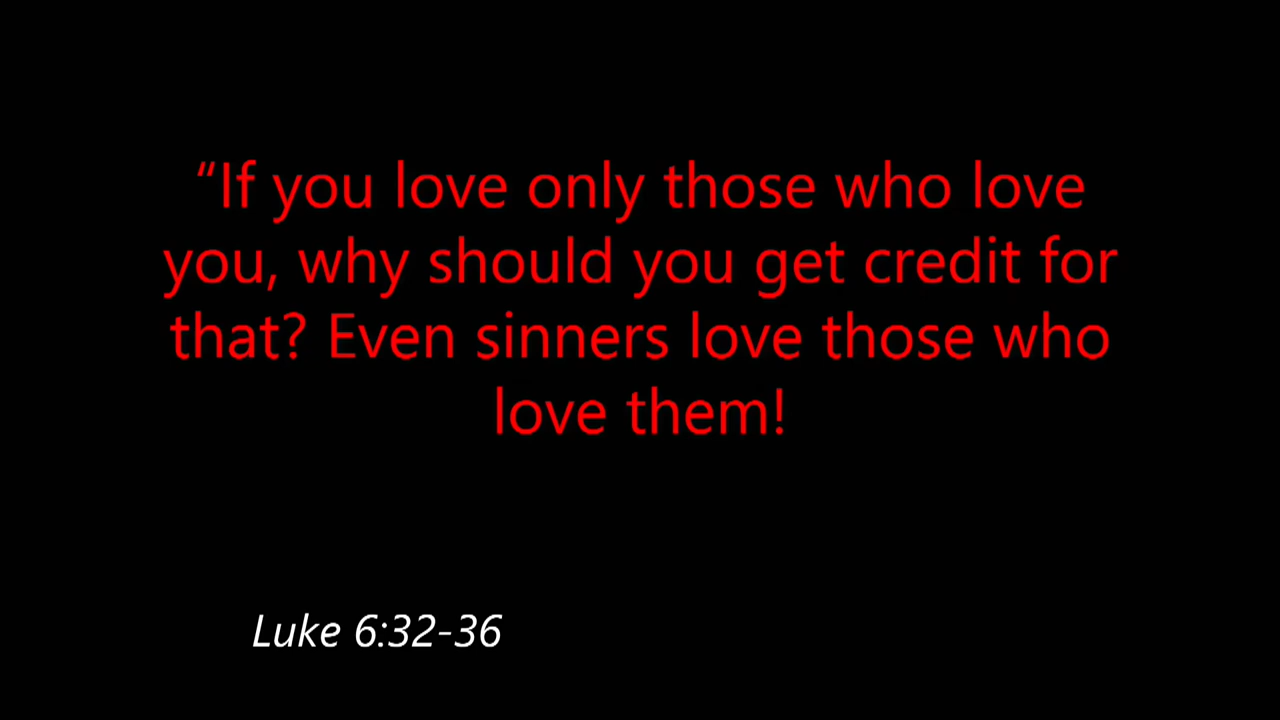 “If you love only those who love
you, why should you get credit for
that? Even sinners love those who
love them!
Luke 6:32-36